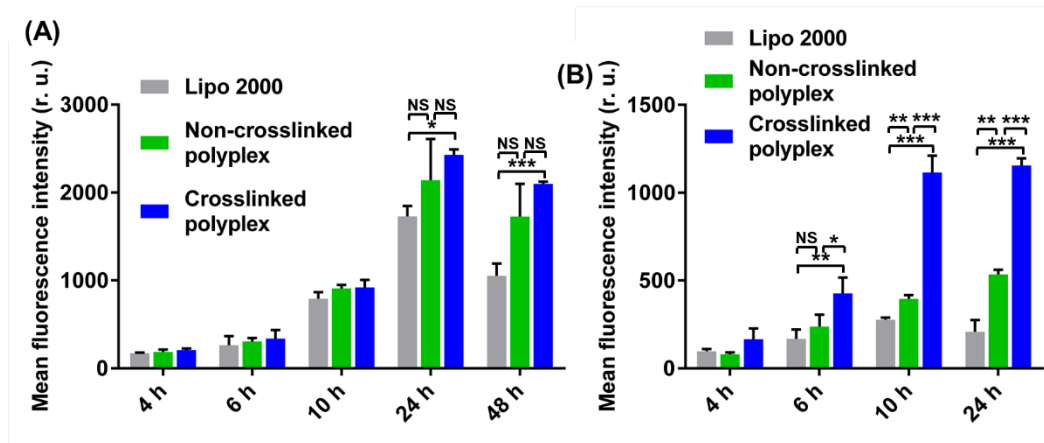 (A)
Mean fluorescence intensity (r. u.)
Lipo 2000
Non-crosslinked
polyplex
Crosslinked
polyplex
3000
2000
1000
0
NS NS
*
NS NS
***
4 h
6 h
10 h
24 h
48 h
(B)
Mean fluorescence intensity (r. u.)
Lipo 2000
Non-crosslinked
polyplex
Crosslinked
polyplex
1500
1000
500
0
NS *
**
** ***
***
** ***
***
4 h
6 h
10 h
24 h